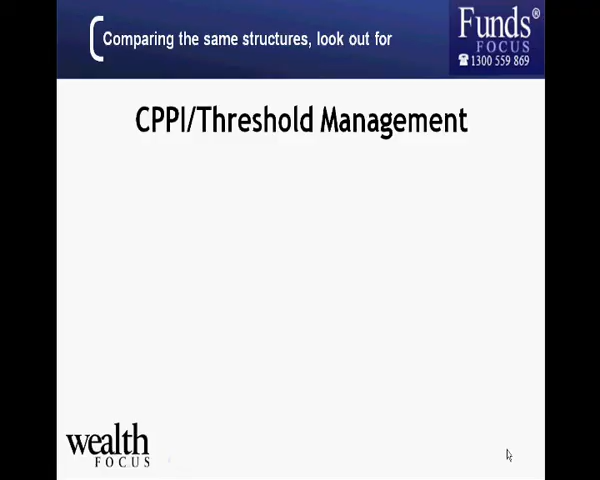 Comparing the same structures, look out for
Funds®
FOCUS
☎1300 559 869
CPPI/Threshold Management
wealth
FOCUS